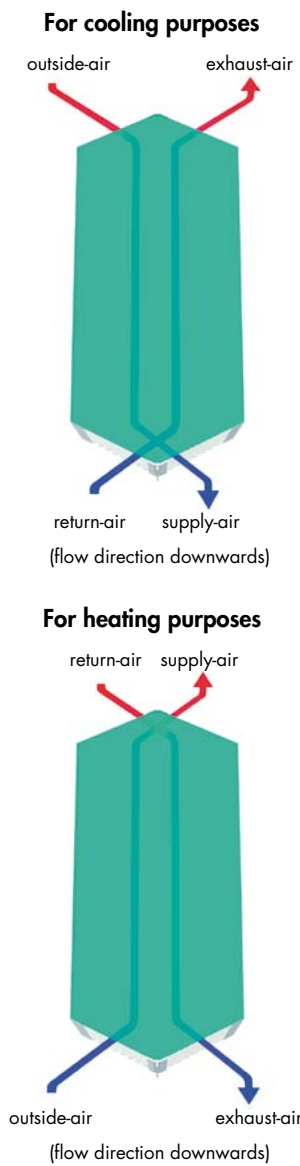 For cooling purposes
outside-air exhaust-air
return-air supply-air
(flow direction downwards)
For heating purposes
return-air supply-air
outside-air exhaust-air
(flow direction downwards)